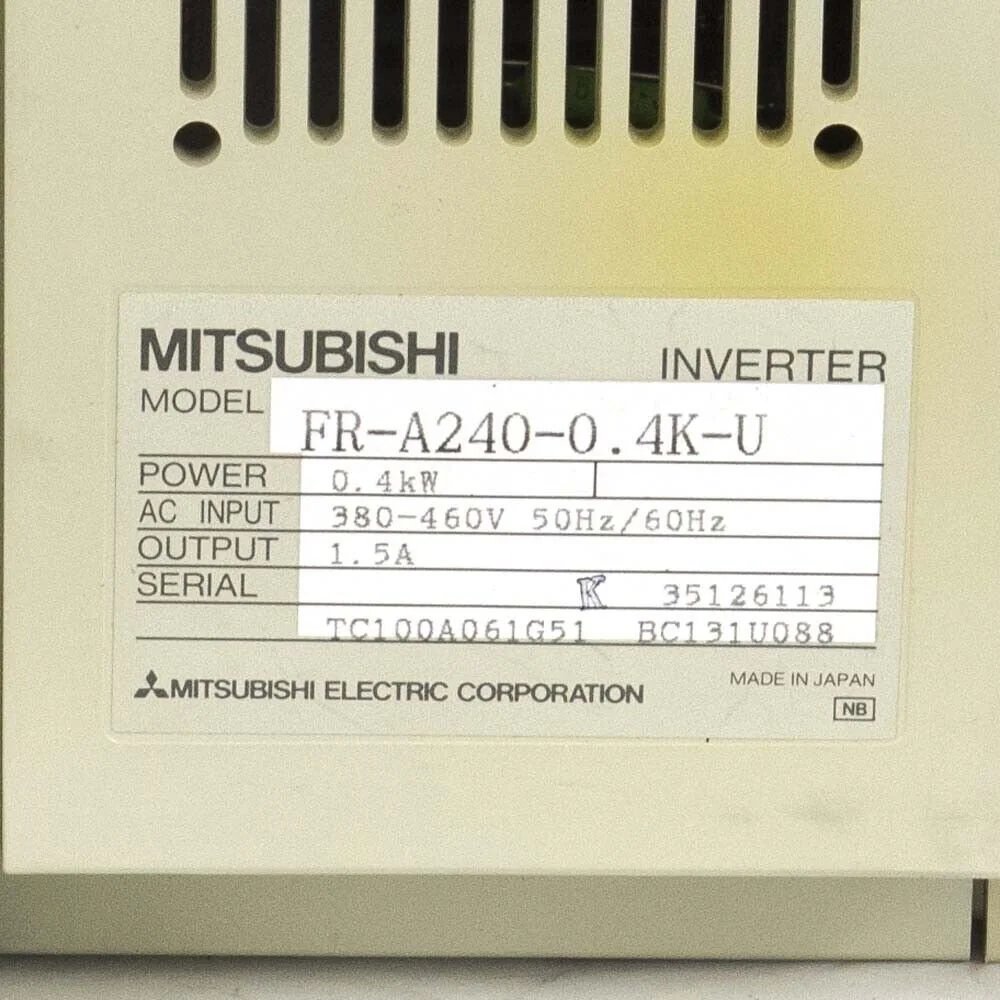 MITSUBISHI INVERTER
MODEL FR-A240-0.4K-U
POWER 0.4kW
AC INPUT 380-460V 50Hz/60Hz
OUTPUT 1.5A
SERIAL K 35126113
TC100A061G51 BC131U088
MITSUBISHI ELECTRIC CORPORATION MADE IN JAPAN
NB